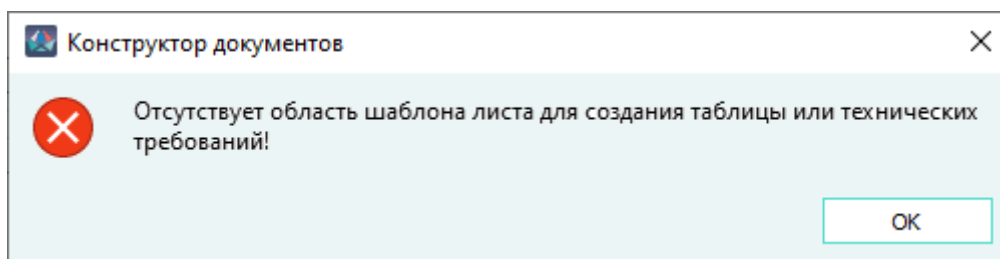 Конструктор документов
Отсутствует область шаблона листа для создания таблицы или технических
требований!
OK